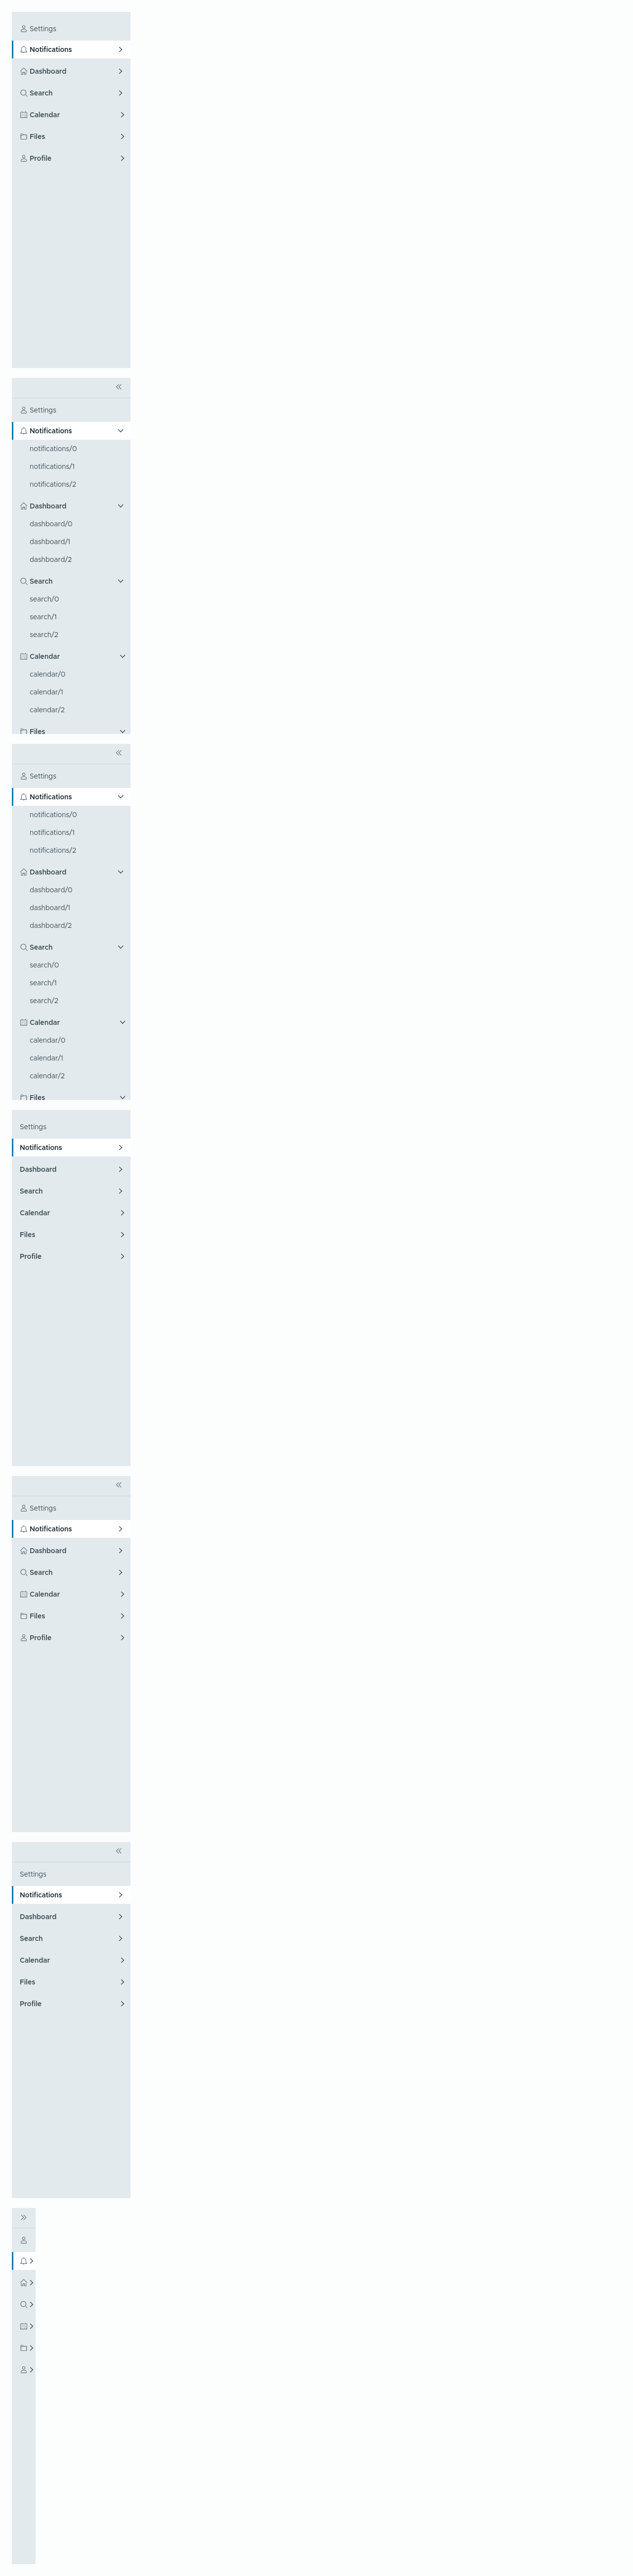 Settings
Notifications
Dashboard
Search
Calendar
Files
Profile
Settings
Notifications
notifications/0
notifications/1
notifications/2
Dashboard
dashboard/0
dashboard/1
dashboard/2
Search
search/0
search/1
search/2
Calendar
calendar/0
calendar/1
calendar/2
Files
Settings
Notifications
notifications/0
notifications/1
notifications/2
Dashboard
dashboard/0
dashboard/1
dashboard/2
Search
search/0
search/1
search/2
Calendar
calendar/0
calendar/1
calendar/2
Files
Settings
Notifications
Dashboard
Search
Calendar
Files
Profile
Settings
Notifications
Dashboard
Search
Calendar
Files
Profile
Settings
Notifications
Dashboard
Search
Calendar
Files
Profile